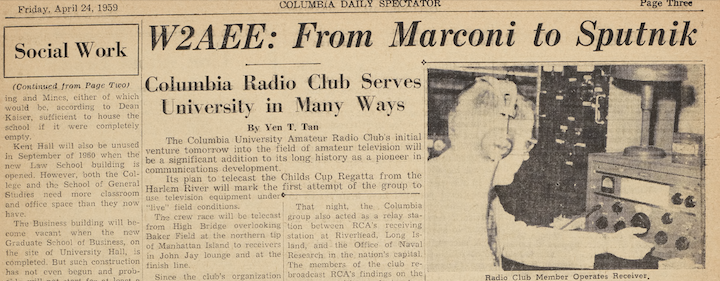 Friday, April 24, 1959
COLUMBIA DAILY SPECTATOR
Page Three
Social Work
(Continued from Page Two)
ing and Mines, either of which
would be, according to Dean
Kaiser, sufficient to house the
school if it were completely
empty.
Kent Hall will also be unused
in September of 1960 when the
new Law School building is
opened. However, both the Col-
lege and the School of General
Studies need more classroom
and office space than they now
have.
The Business building will be-
come vacant when the now
Graduate School of Business, on
the site of University Hall, is
completed. But such construction
has not even begun and prob-
W2AEE: From Marconi to Sputnik
Columbia Radio Club Serves
University in Many Ways
By Yen T. Tan
The Columbia University Amateur Radio Club's initial
venture tomorrow into the field of amateur television will
be a significant addition to its long history as a pioneer in
communications development.
Its plan to telecast the Childs Cup Regatta from the
Harlem River will mark the first attempt of the group to
use television equipment under
"live" field conditions.
The crew race will be telecast
from High Bridge overlooking
Baker Field at the northern tip
of Manhattan Island to receivers
in John Jay lounge and at the
finish line.
Since the club's organization
That night, the Columbia
group also acted as a relay sta-
tion between RCA's receiving
station at Riverhead, Long Is-
land, and the Office of Naval
Research in the nation's capital.
The members of the club re-
broadcast RCA's findings on the
Radio Club Member Operates Receiver.